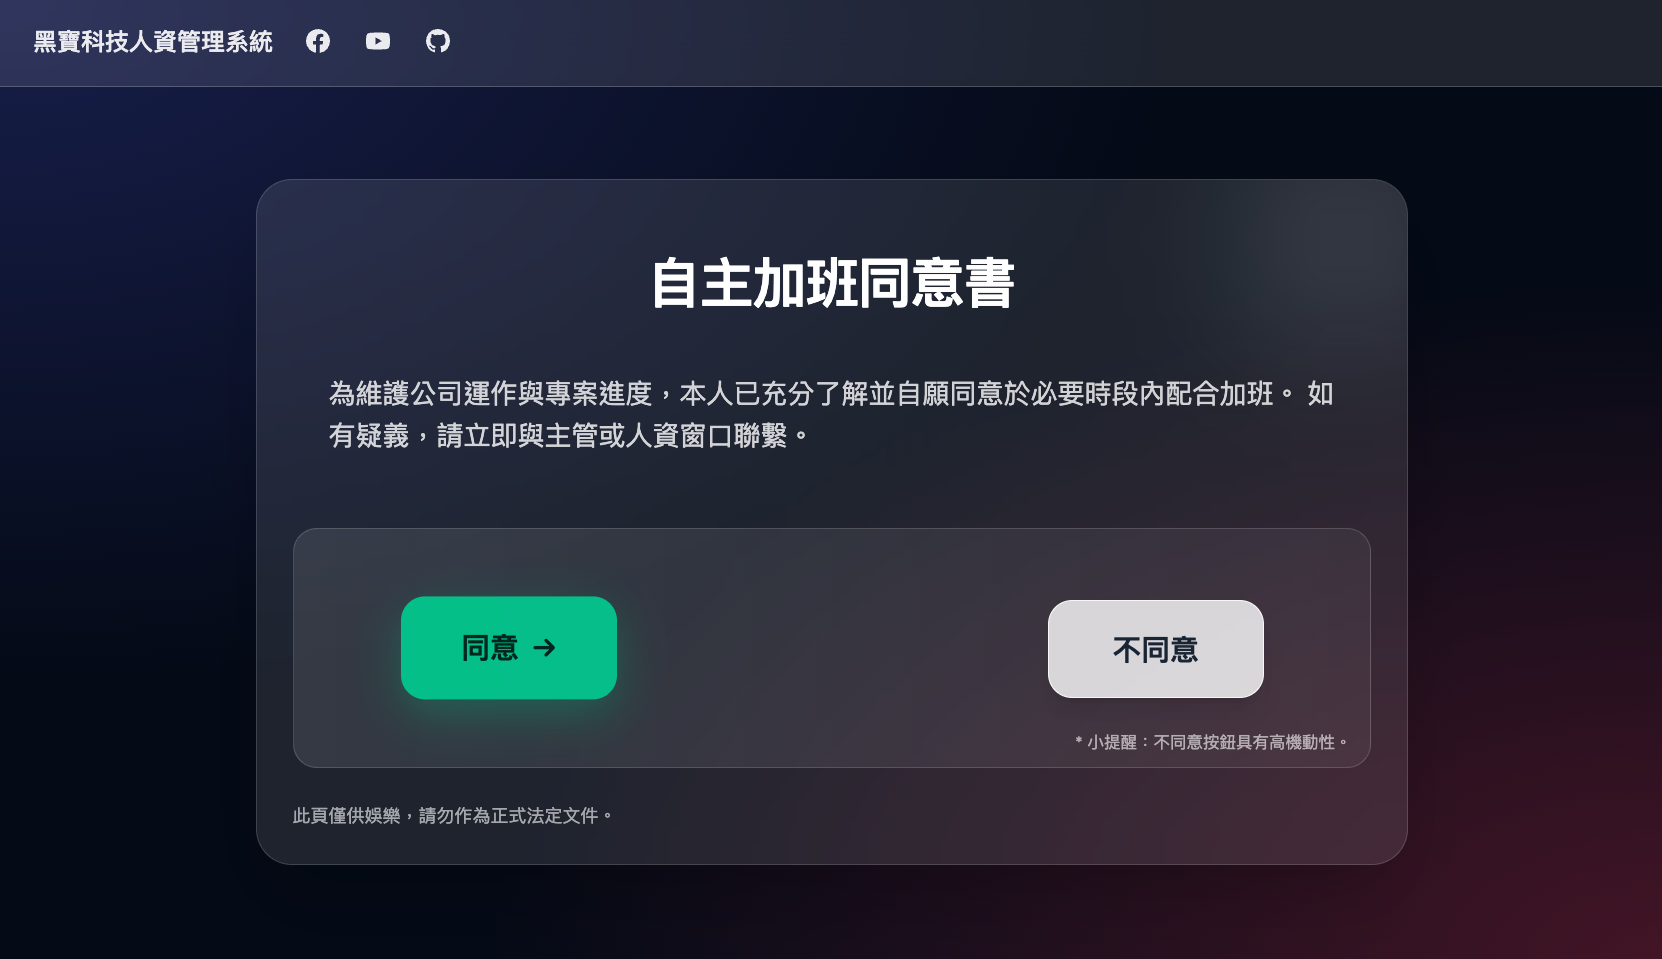 黑寶科技人資管理系統
自主加班同意書
為維護公司運作與專案進度，本人已充分了解並自願同意於必要時段內配合加班。 如
有疑義，請立即與主管或人資窗口聯繫。
同意 →
不同意
* 小提醒：不同意按鈕具有高機動性。
此頁僅供娛樂，請勿作為正式法定文件。